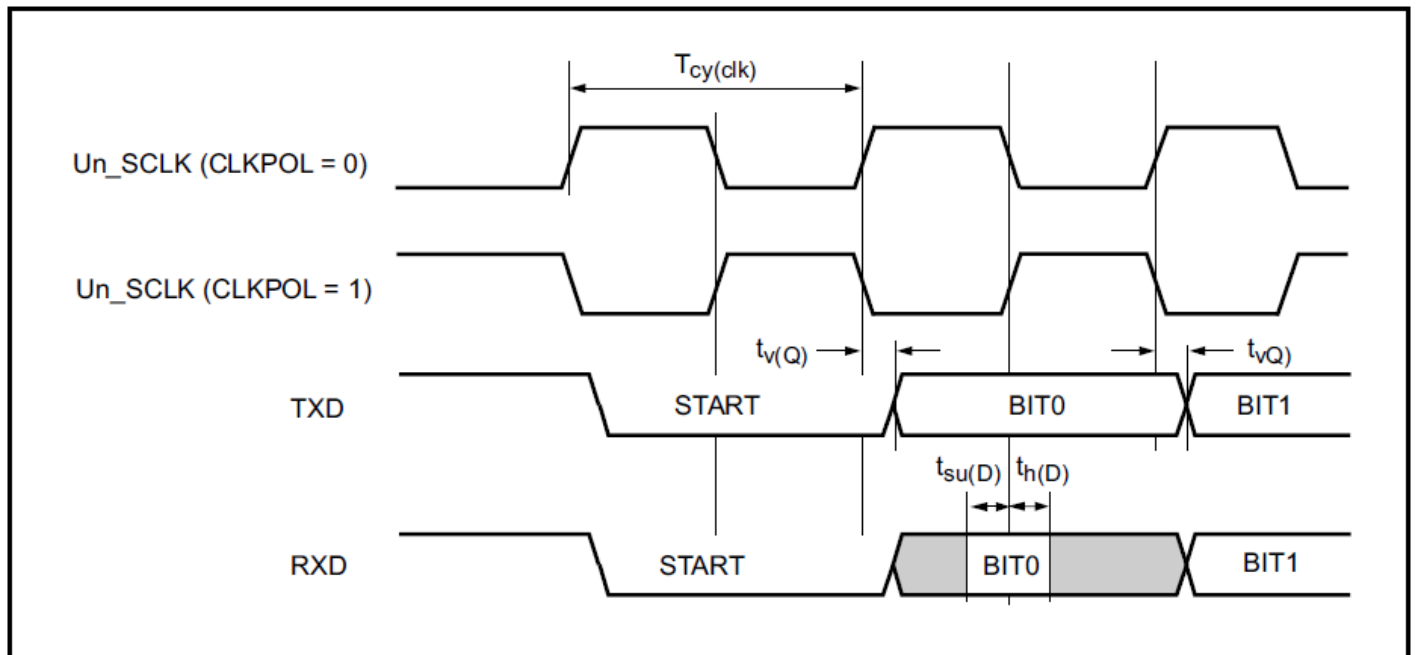 Tcy(clk)
Un_SCLK (CLKPOL = 0)
Un_SCLK (CLKPOL = 1)
tv(Q) tvQ)
TXD START BIT0 BIT1
tsu(D) th(D)
RXD START BIT0 BIT1